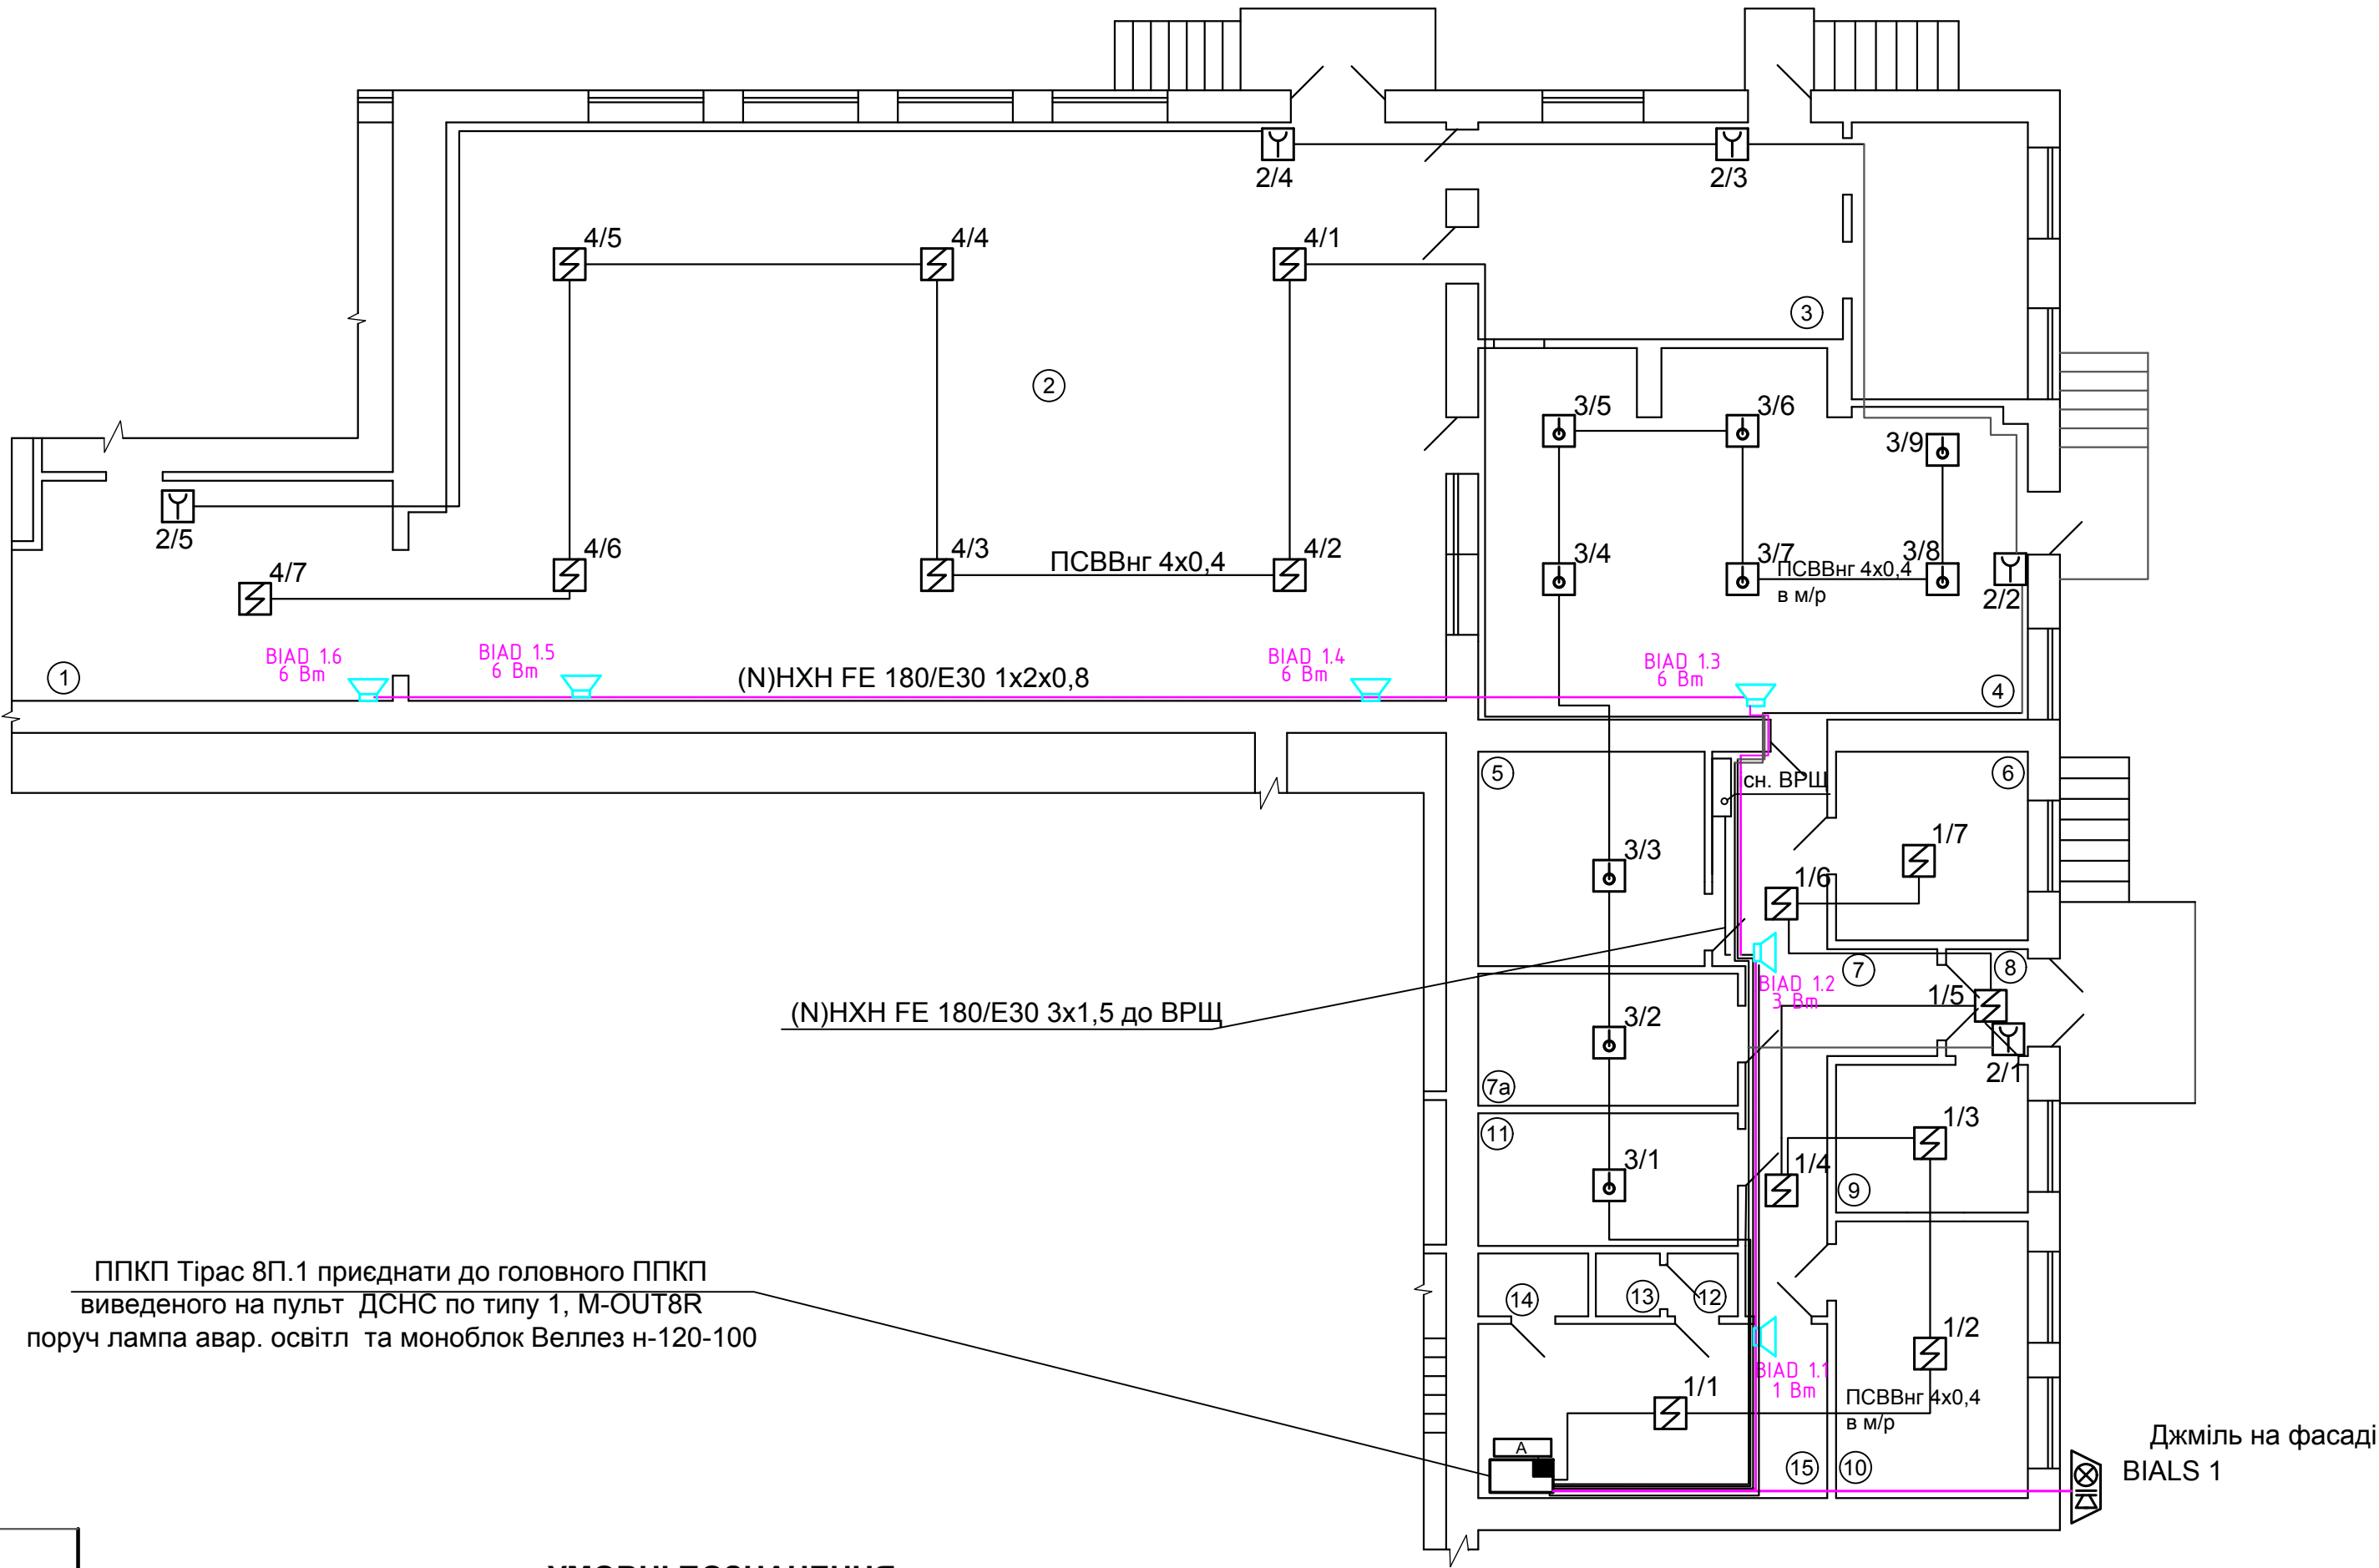 2/4
2/3
4/5
4/4
4/1
3
2
3/5
3/6
3/9
2/5
4/7
4/6
4/3
ПСВВнг 4х0,4
4/2
3/4
3/7
ПСВВнг 4х0,4
в м/р
3/8
2/2
1
BIAD 1.6
6 Вт
BIAD 1.5
6 Вт
(N)HXH FE 180/E30 1х2х0,8
BIAD 1.4
6 Вт
BIAD 1.3
6 Вт
4
5
сн. ВРЩ
6
3/3
1/7
1/6
7
8
BIAD 1.2
3 Вт
1/5
(N)HXH FE 180/E30 3х1,5 до ВРЩ
3/2
2/1
7а
11
1/3
3/1
1/4
9
ППКП Тірас 8П.1 приєднати до головного ППКП
виведеного на пульт ДСНС по типу 1, M-OUT8R
поруч лампа авар. освітл та моноблок Веллез н-120-100
14
13
12
1/2
BIAD 1.1
1 Вт
1/1
ПСВВнг 4х0,4
в м/р
A
15
10
Джміль на фасаді
BIALS 1
УМОВНІ ПОЗНАЧЕННЯ